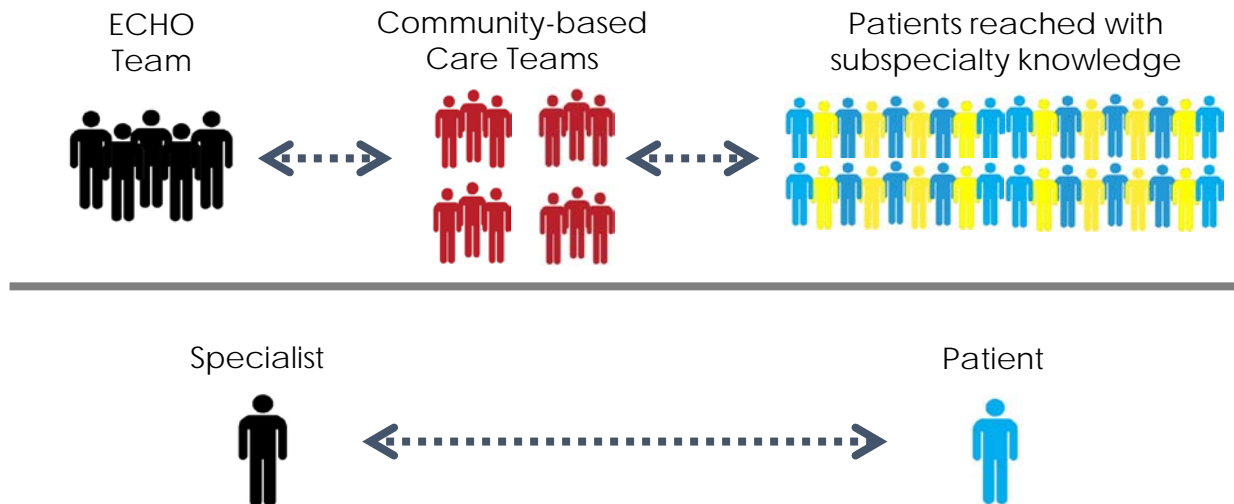 ECHO
Team
Community-based
Care Teams
Patients reached with
subspecialty knowledge
Specialist
Patient